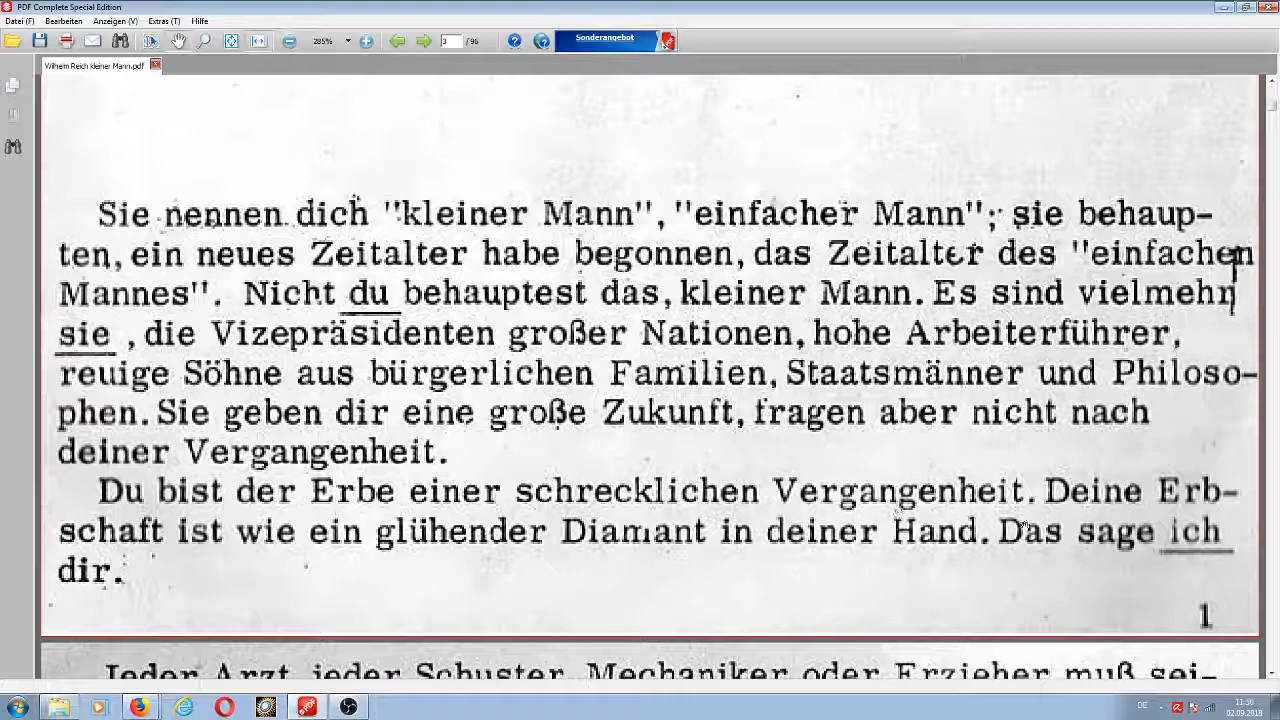 PDF Complete Special Edition
Datei (F) Bearbeiten Anzeigen (V) Extras (T) Hilfe
285% 3 / 95 Sonderangebot
Wilhelm Reich kleiner Mann.pdf
Sie nennen dich "kleiner Mann", "einfacher Mann"; sie behaup-
ten, ein neues Zeitalter habe begonnen, das Zeitalter des "einfachen
Mannes". Nicht du behauptest das, kleiner Mann. Es sind vielmehr
sie , die Vizepräsidenten großer Nationen, hohe Arbeiterführer,
reuige Söhne aus bürgerlichen Familien, Staatsmänner und Philoso-
phen. Sie geben dir eine große Zukunft, fragen aber nicht nach
deiner Vergangenheit.
Du bist der Erbe einer schrecklichen Vergangenheit. Deine Erb-
schaft ist wie ein glühender Diamant in deiner Hand. Das sage ich
dir.
1
Jeder Arzt, jeder Schuster, Mechaniker oder Erzieher muß sei-
DE 11:30
02.09.2018